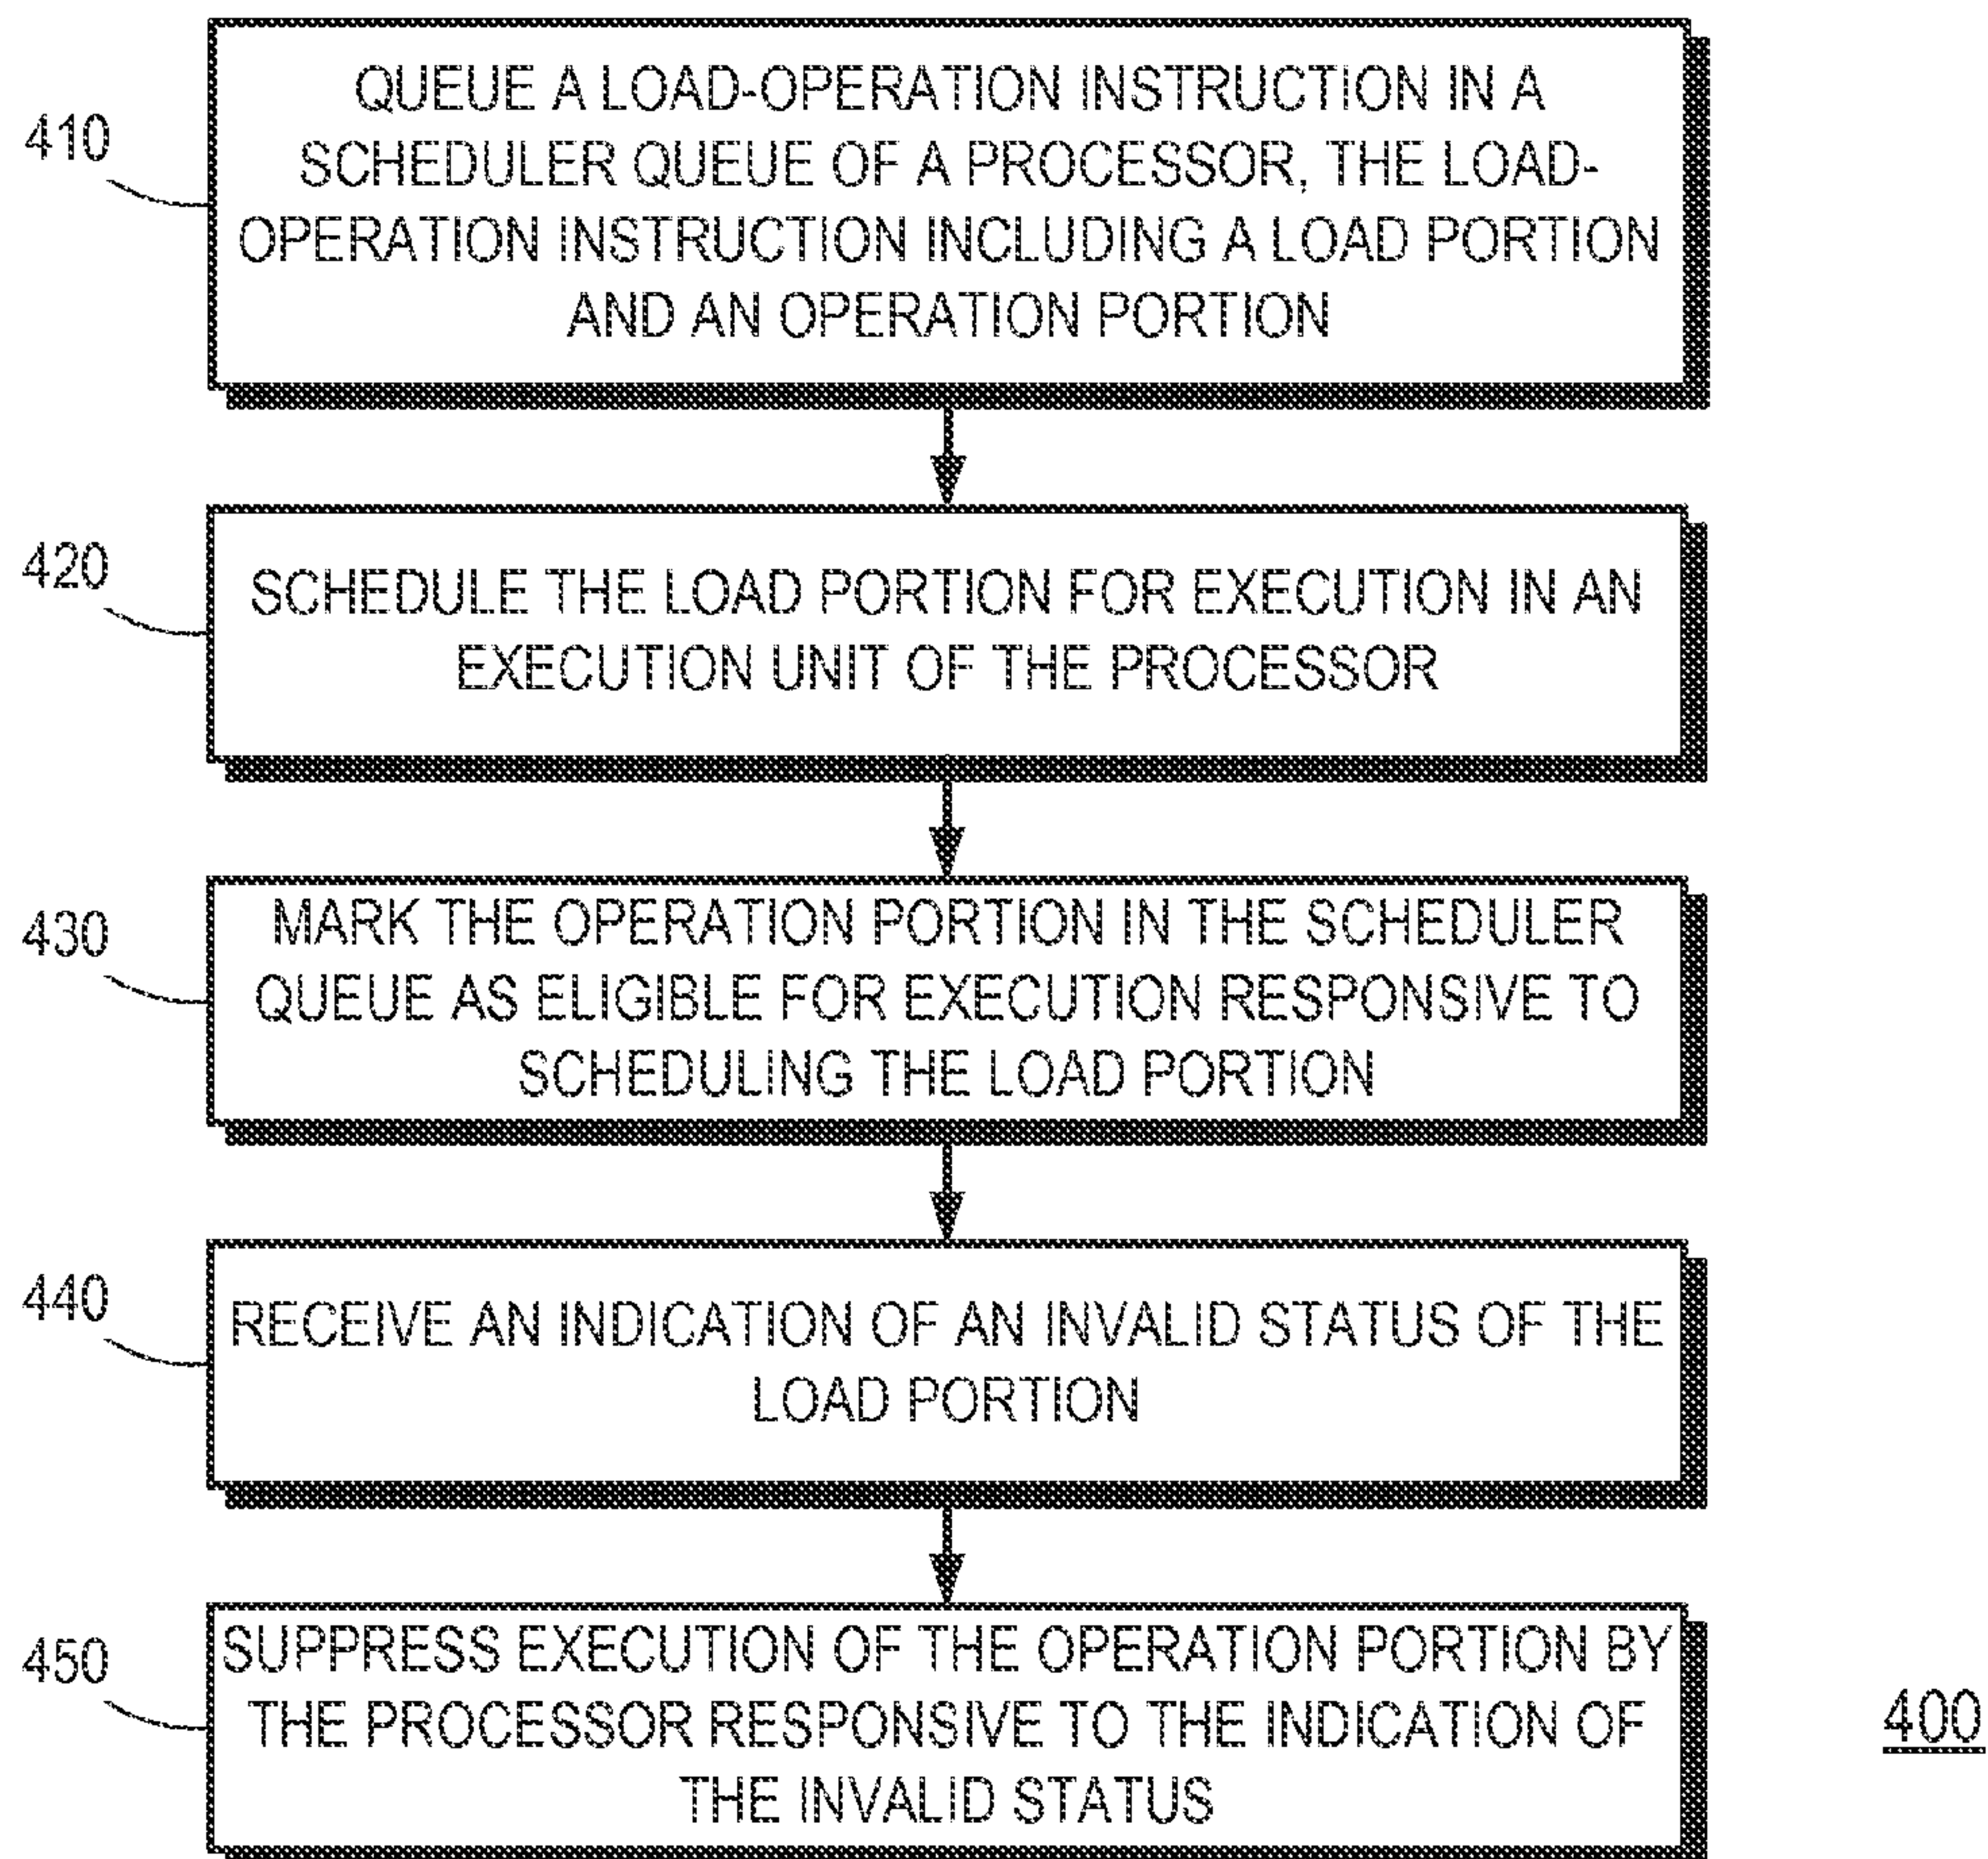 410
QUEUE A LOAD-OPERATION INSTRUCTION IN A
SCHEDULER QUEUE OF A PROCESSOR, THE LOAD-
OPERATION INSTRUCTION INCLUDING A LOAD PORTION
AND AN OPERATION PORTION
420
SCHEDULE THE LOAD PORTION FOR EXECUTION IN AN
EXECUTION UNIT OF THE PROCESSOR
430
MARK THE OPERATION PORTION IN THE SCHEDULER
QUEUE AS ELIGIBLE FOR EXECUTION RESPONSIVE TO
SCHEDULING THE LOAD PORTION
440
RECEIVE AN INDICATION OF AN INVALID STATUS OF THE
LOAD PORTION
450
SUPPRESS EXECUTION OF THE OPERATION PORTION BY
THE PROCESSOR RESPONSIVE TO THE INDICATION OF
THE INVALID STATUS
400